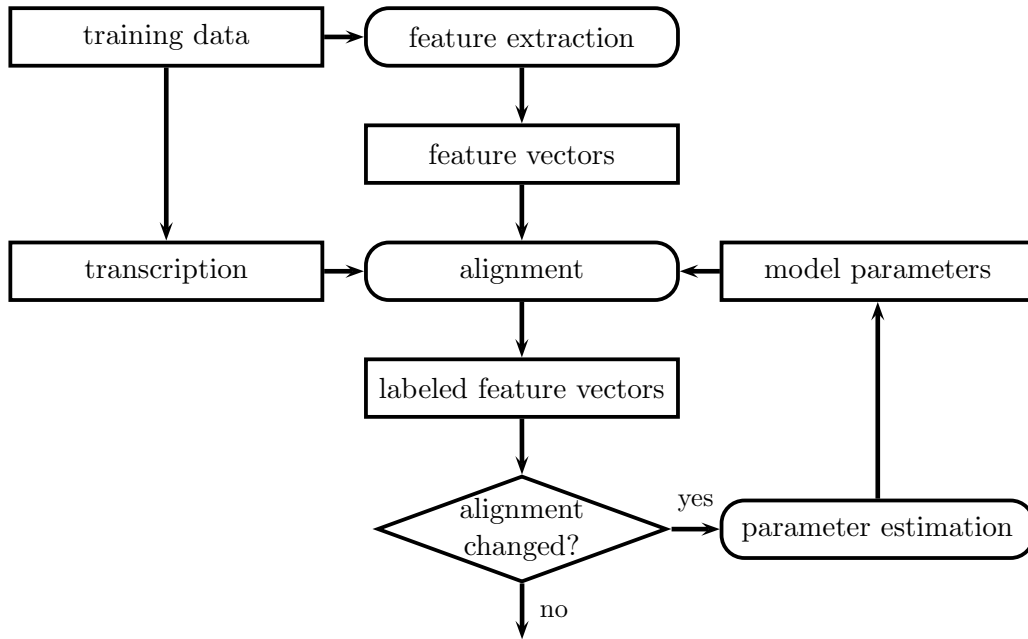 training data
feature extraction
feature vectors
transcription
alignment
model parameters
labeled feature vectors
alignment
changed?
yes
parameter estimation
no